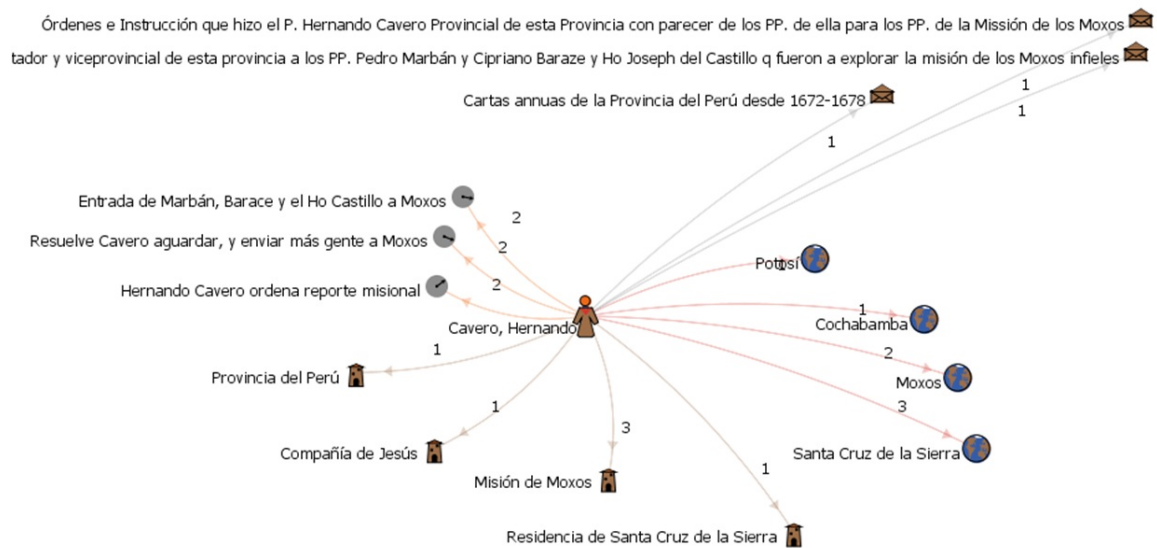 Órdenes e Instrucción que hizo el P. Hernando Cavero Provincial de esta Provincia con parecer de los PP. de ella para los PP. de la Missión de los Moxos
tador y viceprovincial de esta provincia a los PP. Pedro Marbán y Cipriano Baraze y Ho Joseph del Castillo q fueron a explorar la misión de los Moxos infieles
1
Cartas annuas de la Provincia del Perú desde 1672-1678
1
1
Entrada de Marbán, Barace y el Ho Castillo a Moxos
2
Resuelve Cavero aguardar, y enviar más gente a Moxos
2
Potosí
1
Hernando Cavero ordena reporte misional
2
1
Cochabamba
Cavero, Hernando
1
2
Provincia del Perú
Moxos
1
3
3
Compañía de Jesús
Santa Cruz de la Sierra
1
Misión de Moxos
Residencia de Santa Cruz de la Sierra